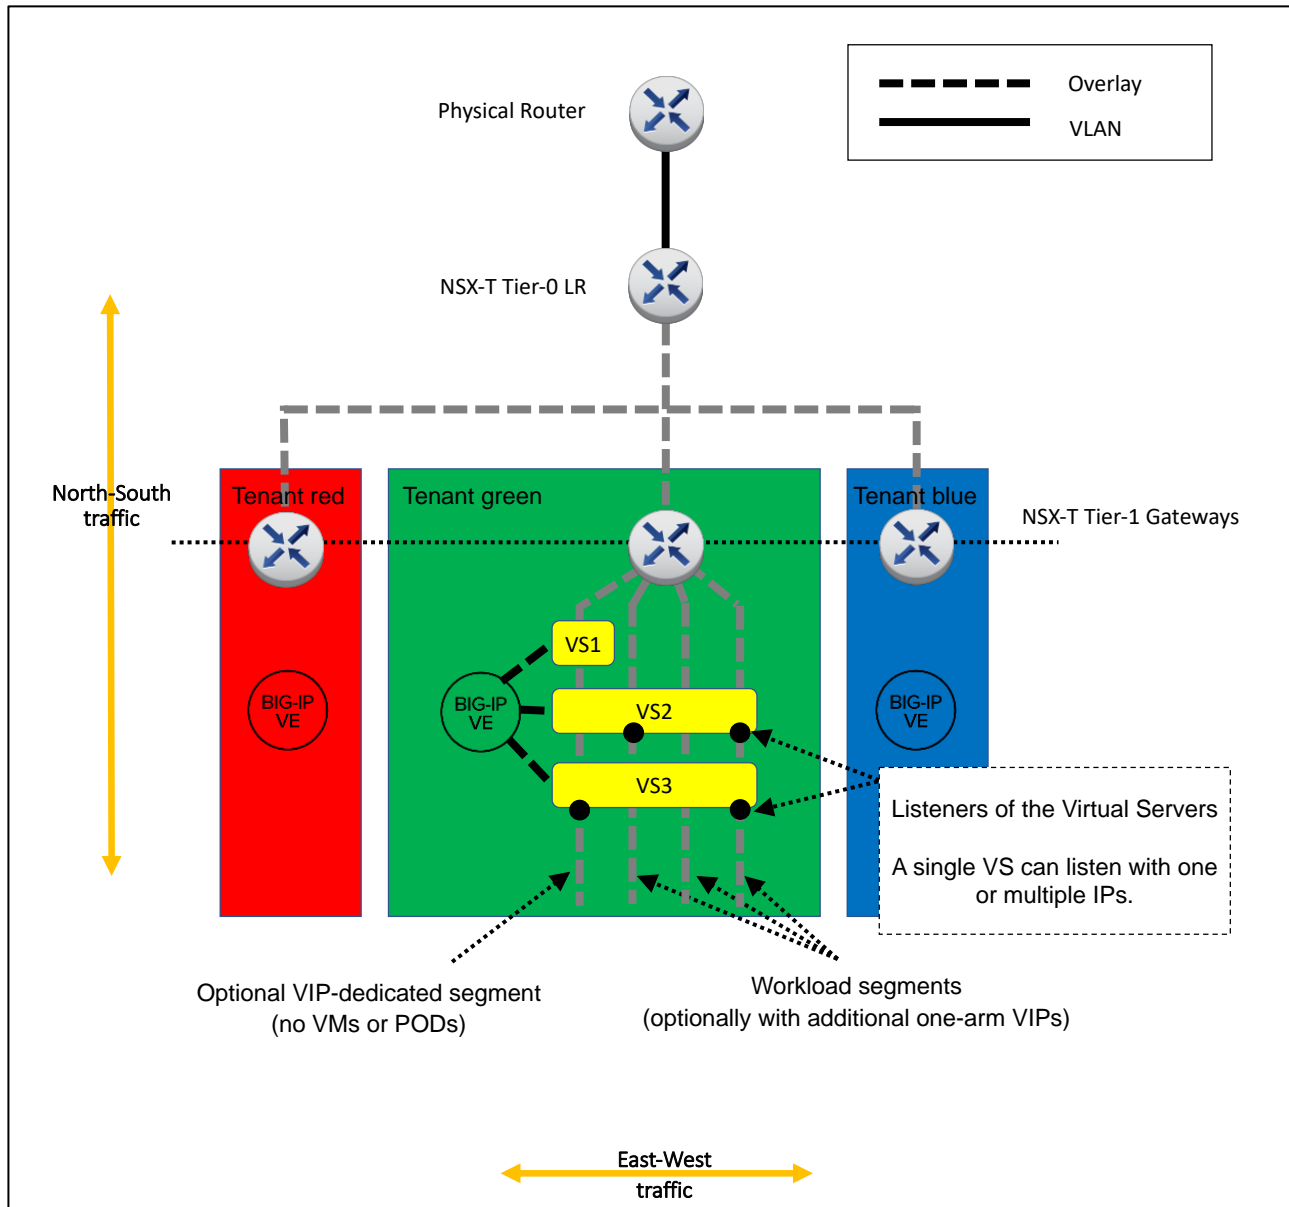 Physical Router
Overlay
VLAN
NSX-T Tier-0 LR
North-South
traffic
Tenant red
Tenant green
Tenant blue
NSX-T Tier-1 Gateways
VS1
BIG-IP
VE
BIG-IP
VE
VS2
BIG-IP
VE
VS3
Listeners of the Virtual Servers
A single VS can listen with one
or multiple IPs.
Optional VIP-dedicated segment
(no VMs or PODs)
Workload segments
(optionally with additional one-arm VIPs)
East-West
traffic